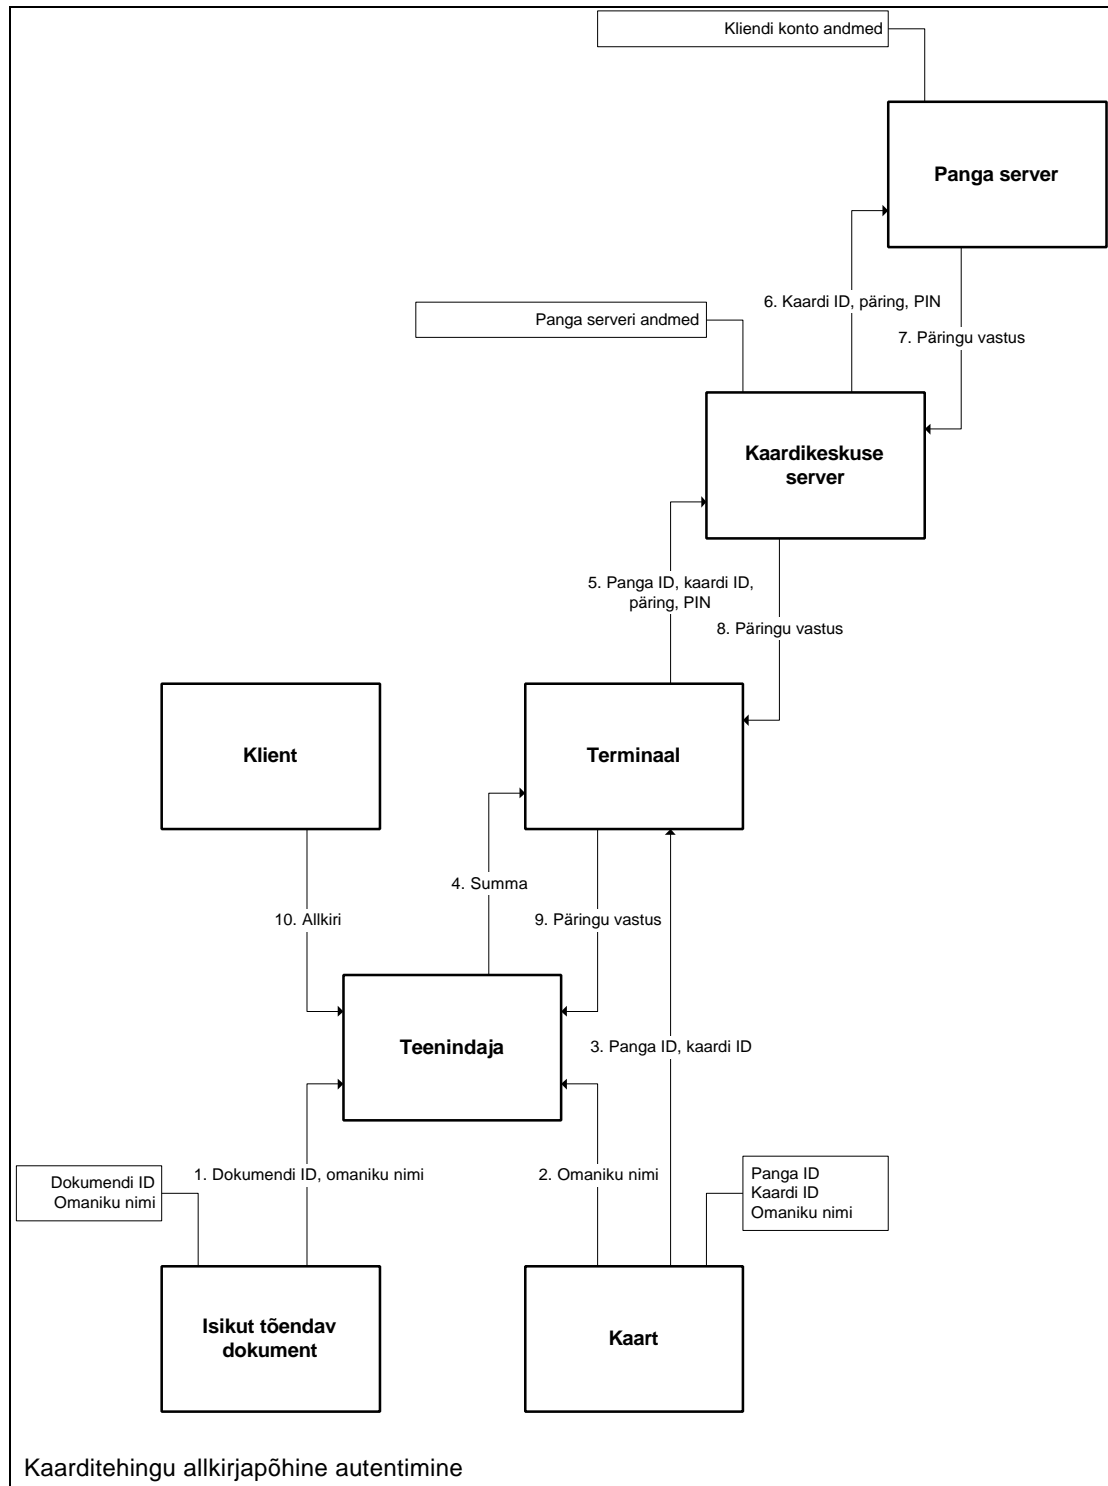 Kliendi konto andmed
Panga server
6. Kaardi ID, päring, PIN
7. Päringu vastus
Panga serveri andmed
Kaardikeskuse
server
5. Panga ID, kaardi ID,
päring, PIN
8. Päringu vastus
Klient
Terminaal
4. Summa
10. Allkiri
9. Päringu vastus
Teenindaja
3. Panga ID, kaardi ID
1. Dokumendi ID, omaniku nimi
2. Omaniku nimi
Dokumendi ID
Omaniku nimi
Panga ID
Kaardi ID
Omaniku nimi
Isikut tõendav
dokument
Kaart
Kaarditehingu allkirjapõhine autentimine